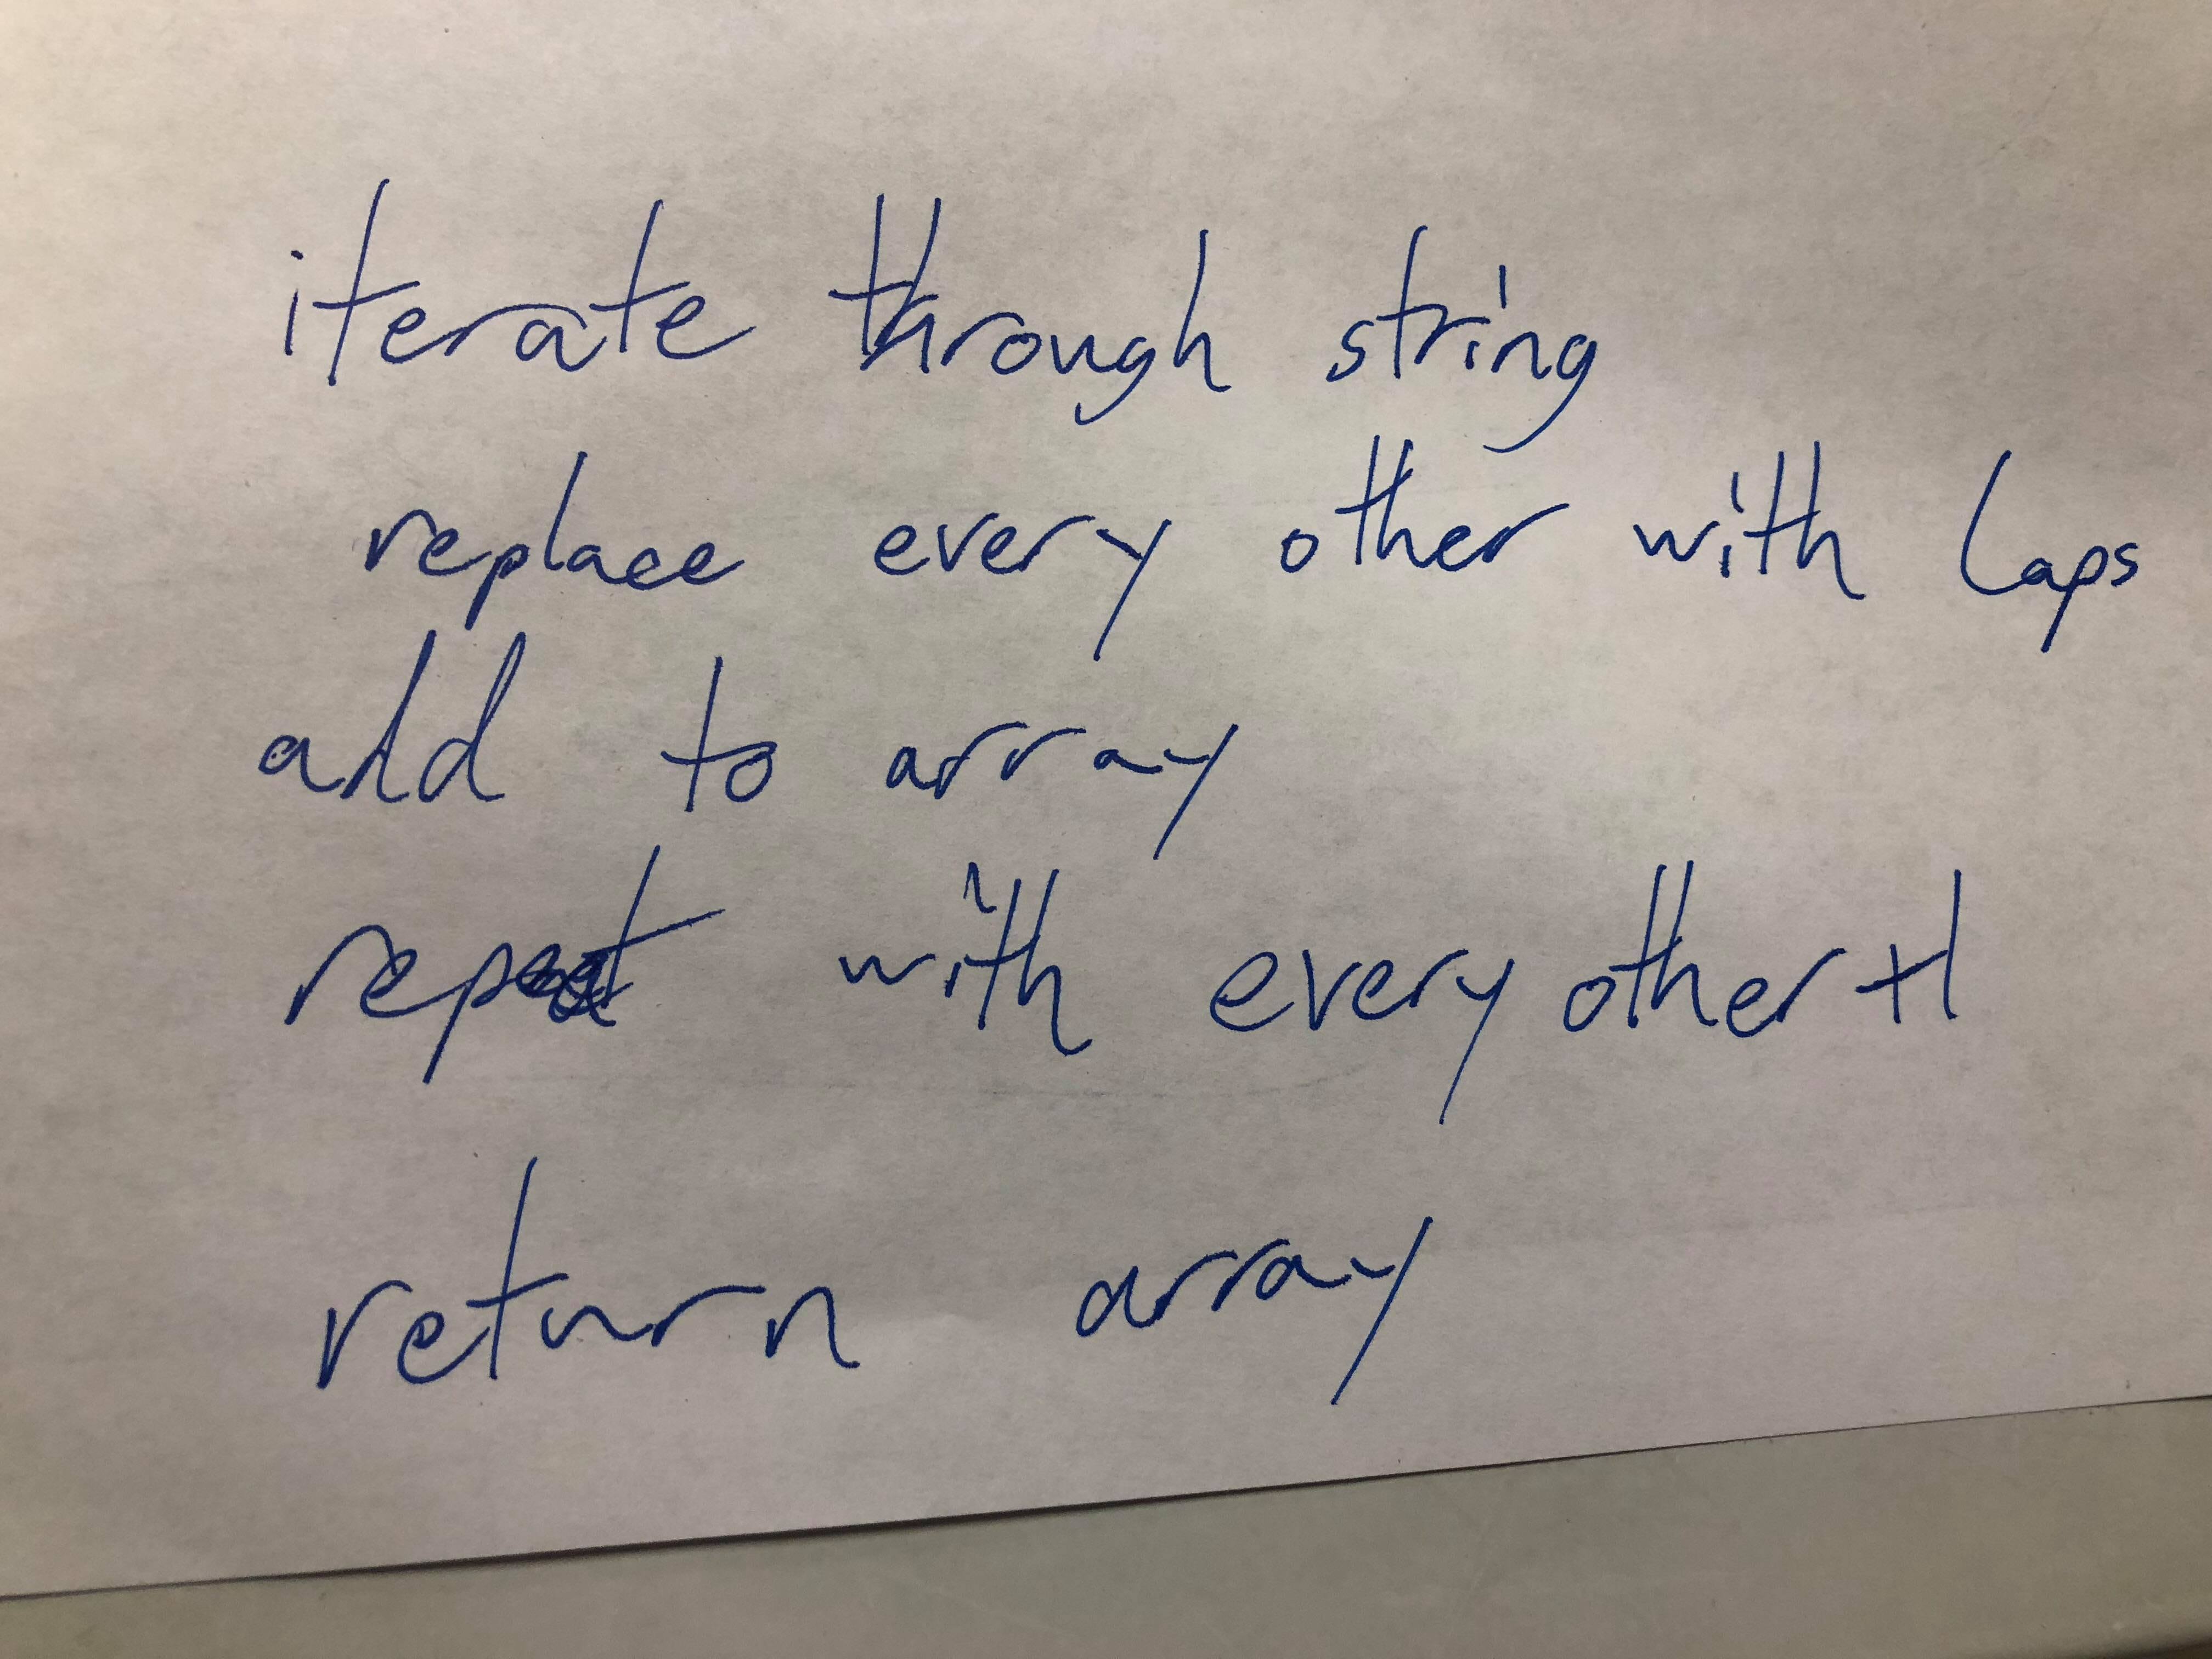 iterate through string
replace every other with Caps
add to array
repeat with every other +1
return array